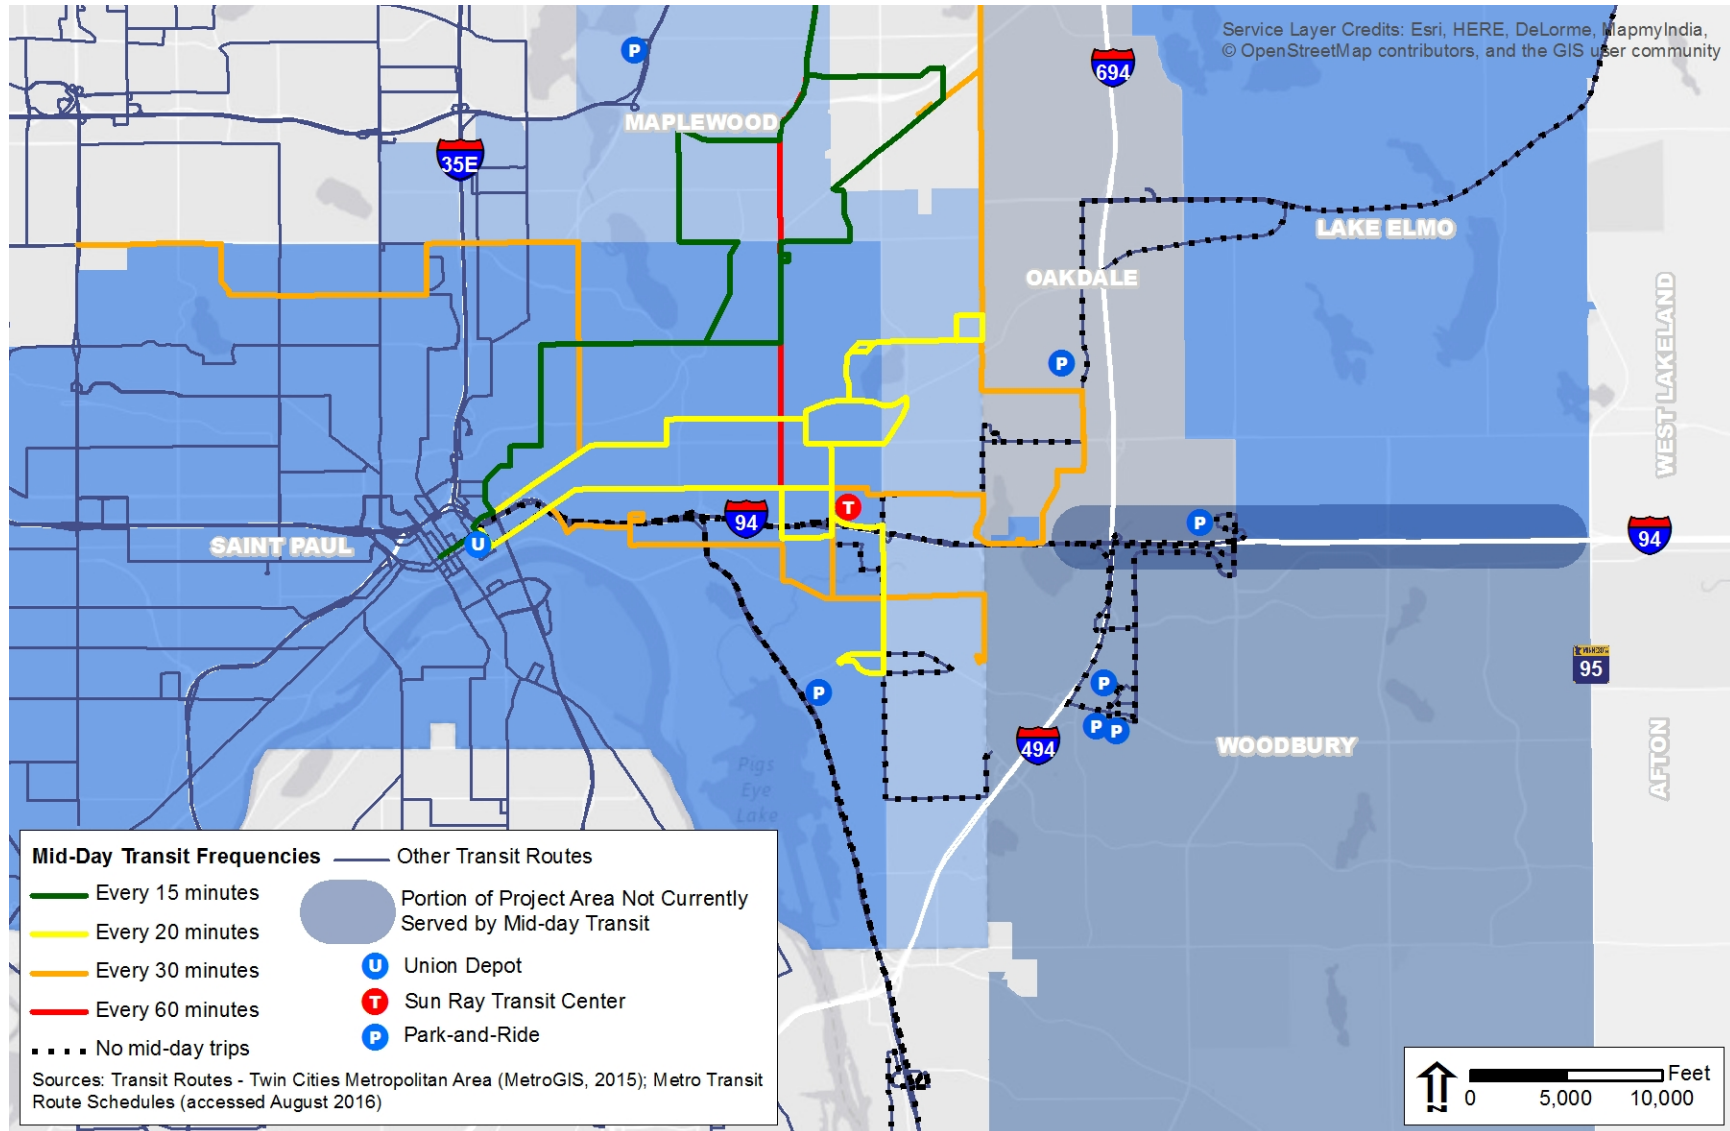 Service Layer Credits: Esri, HERE, DeLorme, MapmyIndia,
© OpenStreetMap contributors, and the GIS user community
P
694
MAPLEWOOD
35E
LAKE ELMO
OAKDALE
WEST LAKELAND
P
T
94
P
94
SAINT PAUL
U
95
P
P
P
P
494
WOODBURY
AFTON
Pigs
Eye
Lake
Mid-Day Transit Frequencies
Every 15 minutes
Every 20 minutes
Every 30 minutes
Every 60 minutes
No mid-day trips
Other Transit Routes
Portion of Project Area Not Currently
Served by Mid-day Transit
U Union Depot
T Sun Ray Transit Center
P Park-and-Ride
Sources: Transit Routes - Twin Cities Metropolitan Area (MetroGIS, 2015); Metro Transit
Route Schedules (accessed August 2016)
N
Feet
0 5,000 10,000